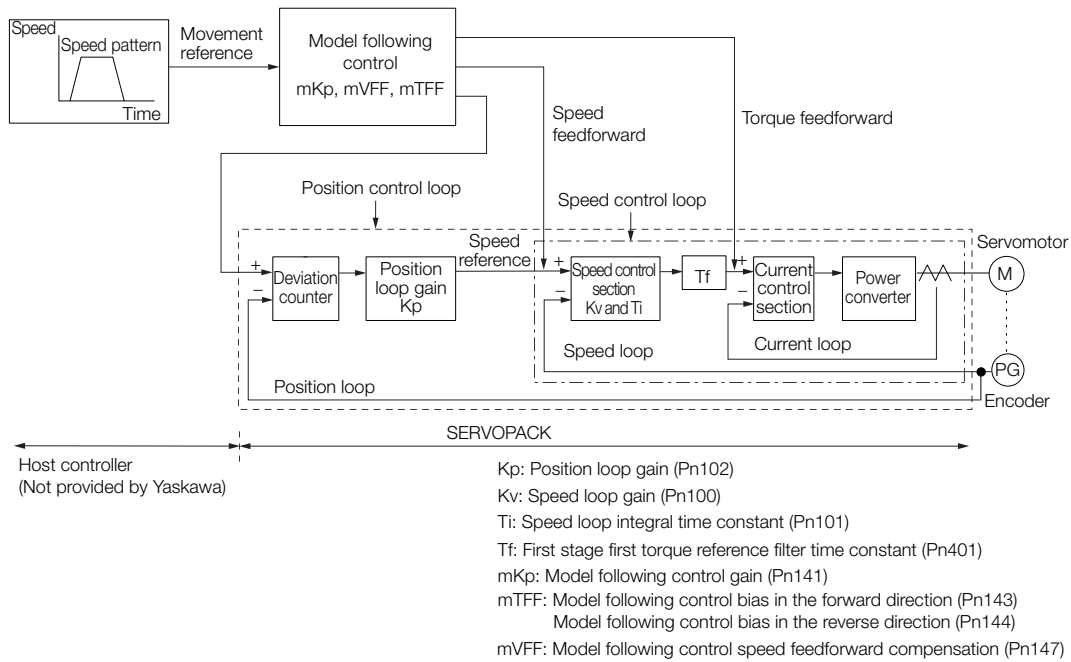 Speed
Speed pattern
Time
Movement
reference
Model following
control
mKp, mVFF, mTFF
Speed
feedforward
Torque feedforward
Position control loop
Speed control loop
Speed
reference
Servomotor
+
−
Deviation
counter
Position
loop gain
Kp
+
−
Speed control
section
Kv and Ti
Tf
+
−
Current
control
section
Power
converter
M
Speed loop
Current loop
PG
Position loop
Encoder
SERVOPACK
Host controller
(Not provided by Yaskawa)
Kp: Position loop gain (Pn102)
Kv: Speed loop gain (Pn100)
Ti: Speed loop integral time constant (Pn101)
Tf: First stage first torque reference filter time constant (Pn401)
mKp: Model following control gain (Pn141)
mTFF: Model following control bias in the forward direction (Pn143)
Model following control bias in the reverse direction (Pn144)
mVFF: Model following control speed feedforward compensation (Pn147)